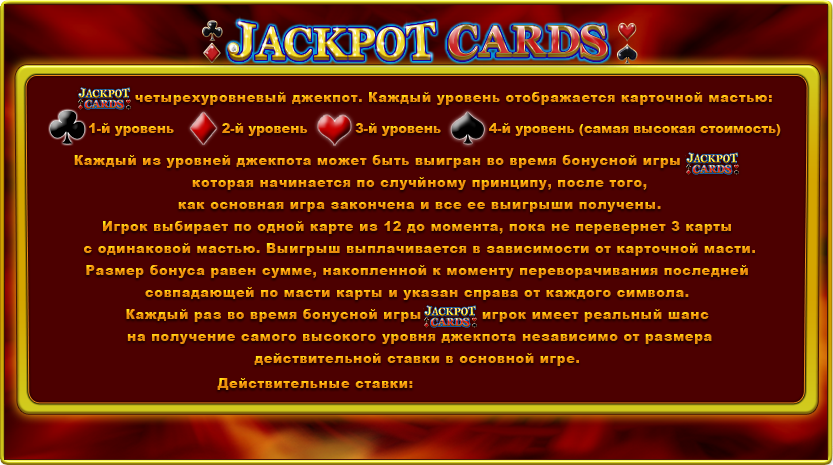 JACKPOT CARDS
JACKPOT CARDS четырехуровневый джекпот. Каждый уровень отображается карточной мастью:
1-й уровень 2-й уровень 3-й уровень 4-й уровень (самая высокая стоимость)
Каждый из уровней джекпота может быть выигран во время бонусной игры JACKPOT CARDS
которая начинается по случйному принципу, после того,
как основная игра закончена и все ее выигрыши получены.
Игрок выбирает по одной карте из 12 до момента, пока не перевернет 3 карты
с одинаковой мастью. Выигрыш выплачивается в зависимости от карточной масти.
Размер бонуса равен сумме, накопленной к моменту переворачивания последней
совпадающей по масти карты и указан справа от каждого символа.
Каждый раз во время бонусной игры JACKPOT CARDS игрок имеет реальный шанс
на получение самого высокого уровня джекпота независимо от размера
действительной ставки в основной игре.
Действительные ставки: